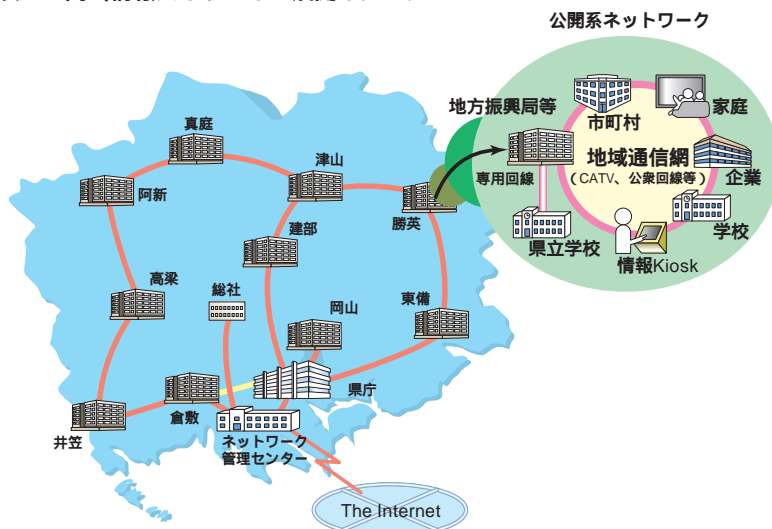 公開系ネットワーク
地方振興局等
市町村
家庭
真庭
津山
地域通信網
企業
専用回線
（CATV、公衆回線等）
阿新
勝英
建部
県立学校
学校
情報Kiosk
高梁
総社
岡山
東備
県庁
倉敷
井笠
ネットワーク
管理センター
The Internet